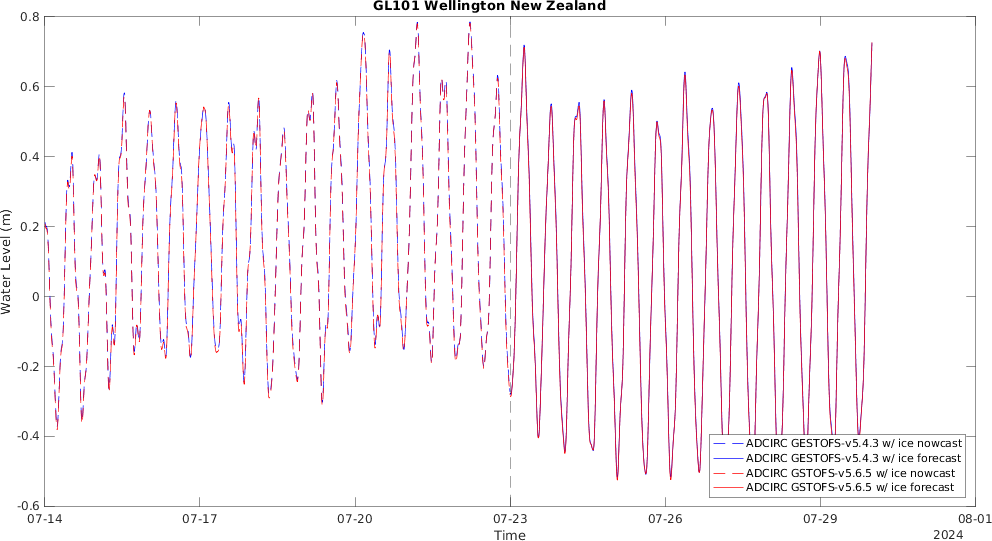 GL101 Wellington New Zealand
0.8
0.6
0.4
0.2
0
-0.2
-0.4
-0.6
Water Level (m)
07-14
07-17
07-20
07-23
07-26
07-29
08-01
Time
2024
ADCIRC GESTOFS-v5.4.3 w/ ice nowcast
ADCIRC GESTOFS-v5.4.3 w/ ice forecast
ADCIRC GSTOFS-v5.6.5 w/ ice nowcast
ADCIRC GSTOFS-v5.6.5 w/ ice forecast